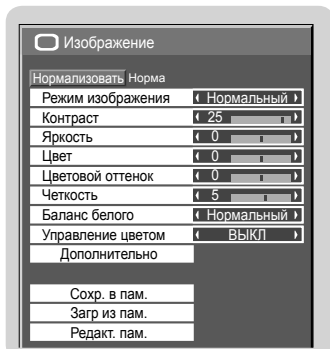 Изображение
Нормализовать Норма
Режим изображения Нормальный
Контраст 25
Яркость 0
Цвет 0
Цветовой оттенок 0
Четкость 5
Баланс белого Нормальный
Управление цветом ВЫКЛ
Дополнительно
Сохр. в пам.
Загр из пам.
Редакт. пам.